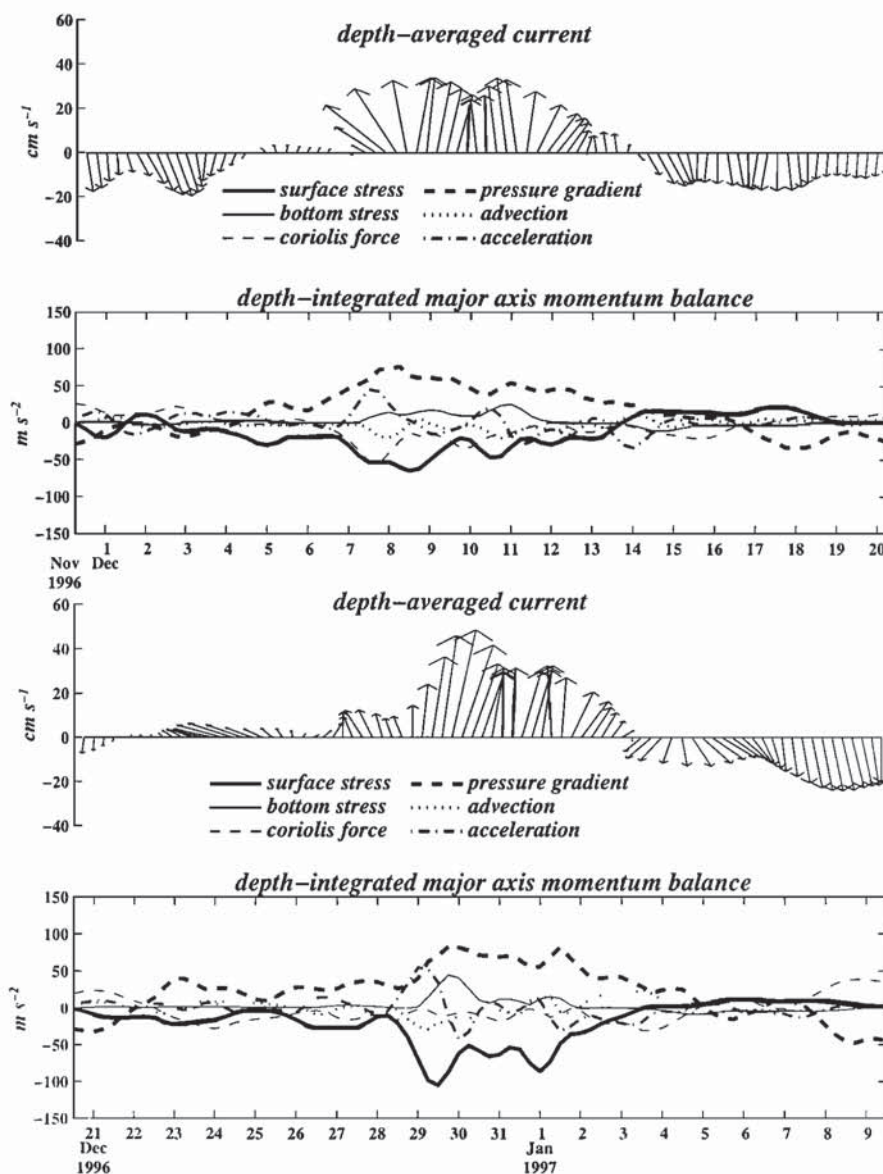 depth-averaged current
60
40
20
0
-20
-40
cm s⁻¹
surface stress
pressure gradient
bottom stress
advection
coriolis force
acceleration
depth-integrated major axis momentum balance
150
100
50
0
-50
-100
-150
m s⁻²
1 2 3 4 5 6 7 8 9 10 11 12 13 14 15 16 17 18 19 20
Nov Dec
1996
depth-averaged current
60
40
20
0
-20
-40
cm s⁻¹
surface stress
pressure gradient
bottom stress
advection
coriolis force
acceleration
depth-integrated major axis momentum balance
150
100
50
0
-50
-100
-150
m s⁻²
21 22 23 24 25 26 27 28 29 30 31 1 2 3 4 5 6 7 8 9
Dec Jan
1996 1997